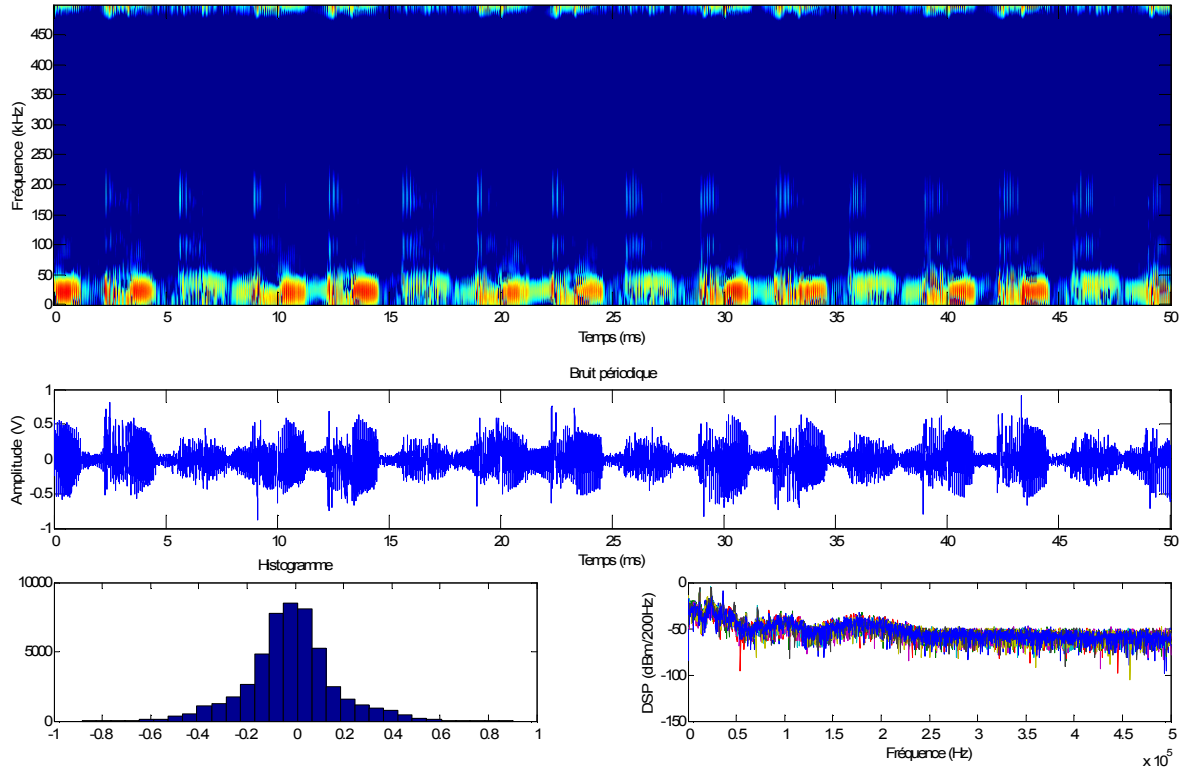 450
400
350
300
250
200
150
100
50
0
Fréquence (kHz)
0 5 10 15 20 25 30 35 40 45 50
Temps (ms)
Bruit périodique
1
0.5
0
-0.5
-1
Amplitude (V)
0 5 10 15 20 25 30 35 40 45 50
Temps (ms)
Histogramme
10000
5000
0
-1 -0.8 -0.6 -0.4 -0.2 0 0.2 0.4 0.6 0.8 1
0
-50
-100
-150
DSP (dBm/200Hz)
0 0.5 1 1.5 2 2.5 3 3.5 4 4.5 5
Fréquence (Hz)
x 10^5